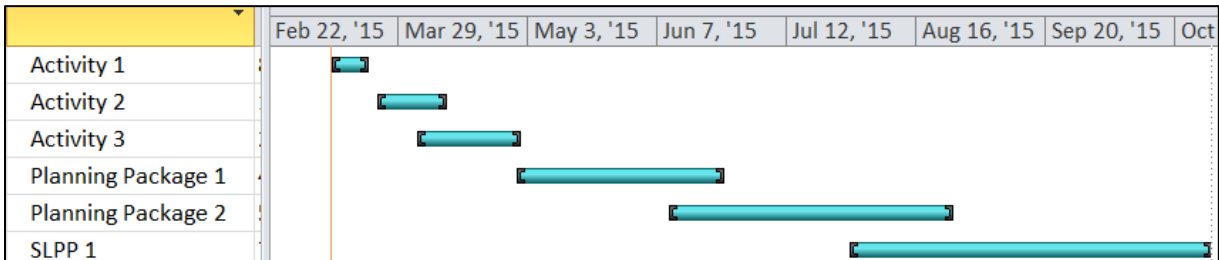 Feb 22, '15 Mar 29, '15 May 3, '15 Jun 7, '15 Jul 12, '15 Aug 16, '15 Sep 20, '15 Oct
Activity 1
Activity 2
Activity 3
Planning Package 1
Planning Package 2
SLPP 1